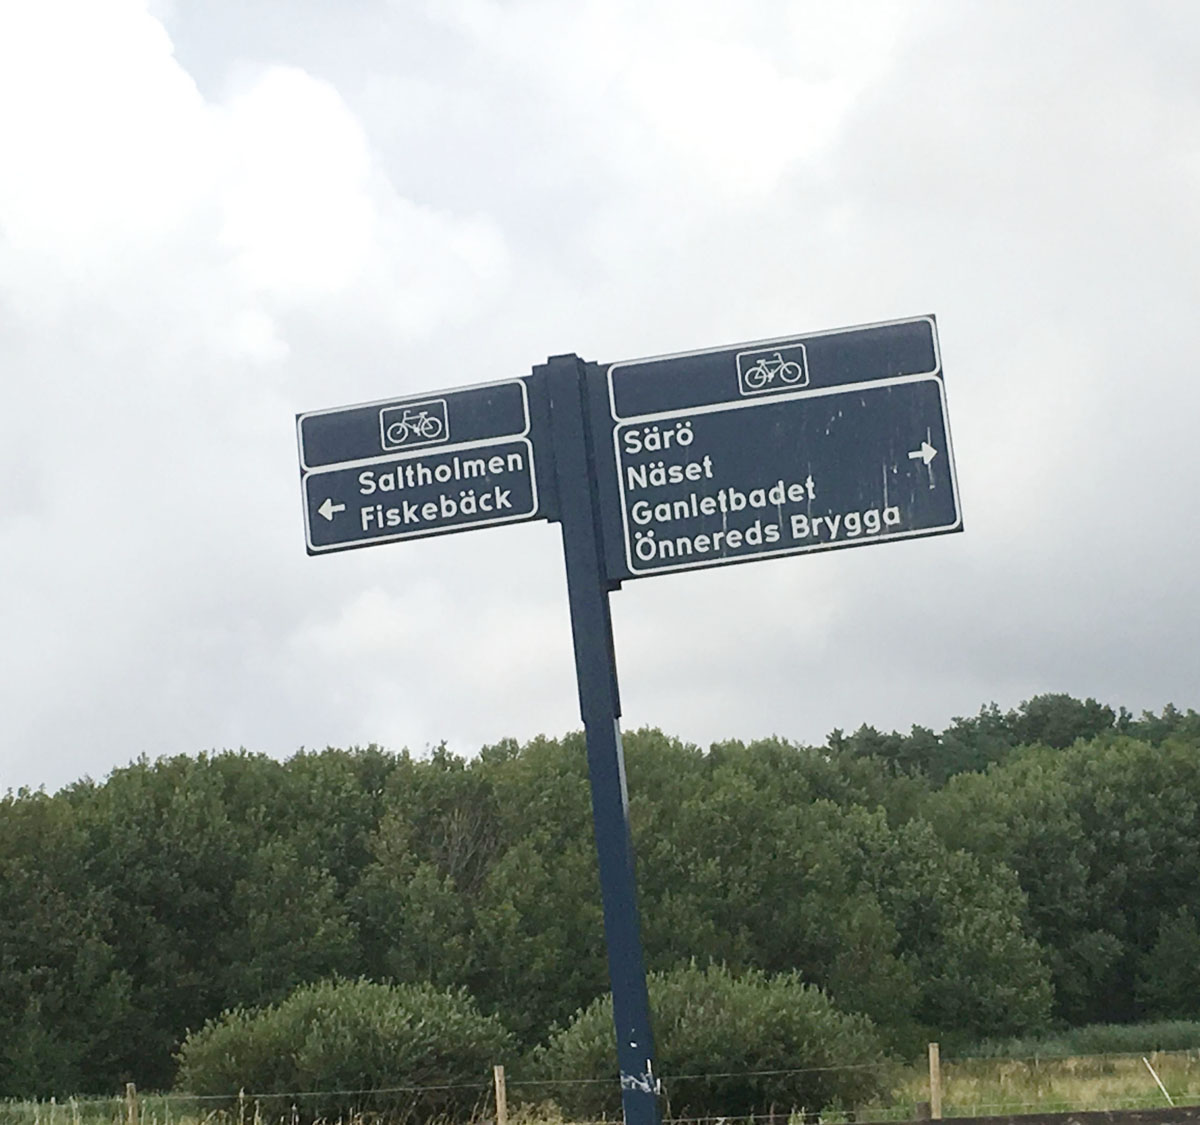 Saltholmen
Fiskebäck
Särö
Näset
Ganletbadet
Önnereds Brygga